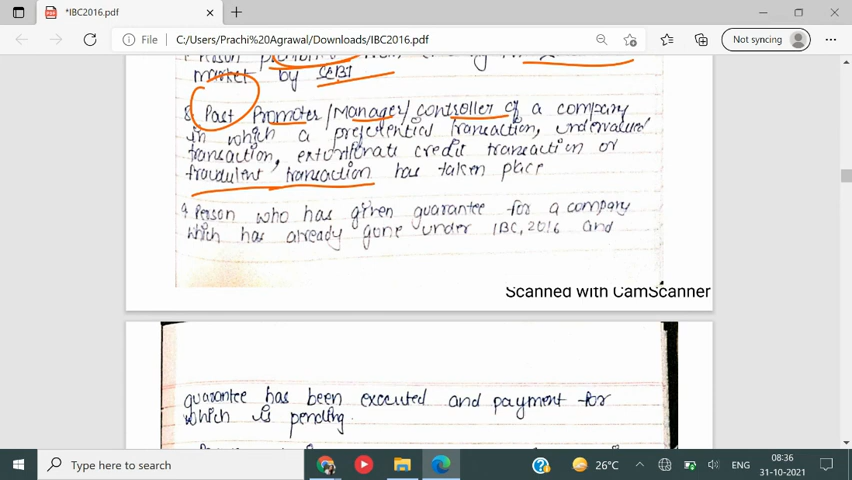 *IBC2016.pdf
File
C:/Users/Prachi%20Agrawal/Downloads/IBC2016.pdf
Not syncing
market by SEBI
8. Past Promoter/Manager/controller of a company
in which a preferential transaction, undervalued
transaction, extortionate credit transaction or
fraudulent transaction has taken place
9. Person who has given guarantee for a company
which has already gone under IBC, 2016 and
Scanned with CamScanner
guarantee has been executed and payment for
which is pending.
Type here to search
26°C
ENG
08:36
31-10-2021